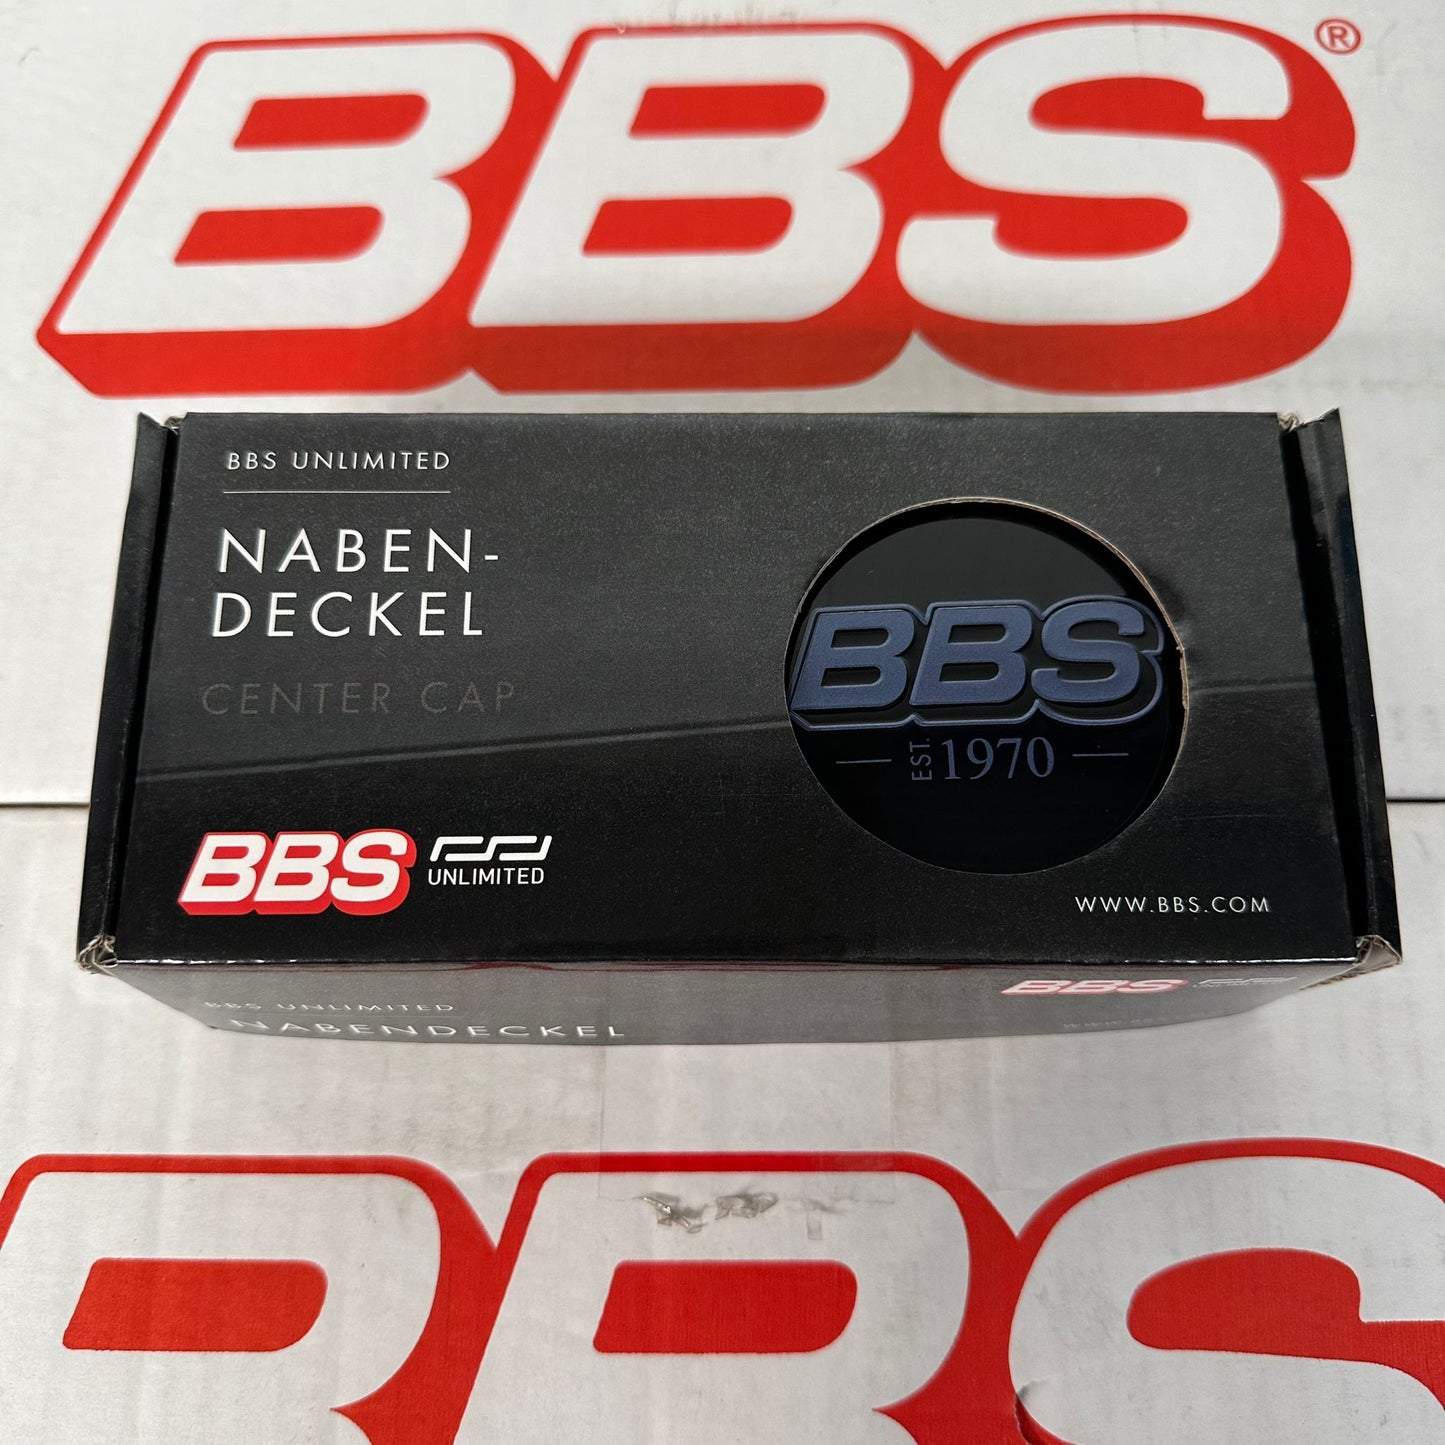 BBS®
BBS UNLIMITED
NABEN-
DECKEL
CENTER CAP
BBS
EST. 1970
BBS UNLIMITED
WWW.BBS.COM
BBS UNLIMITED
NABENDECKEL
BBS
BBS